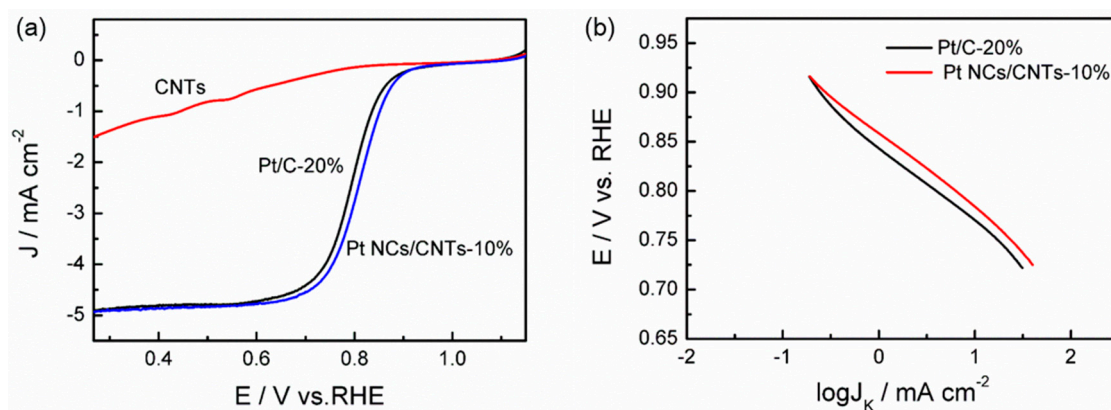 (a)
0
-1
-2
-3
-4
-5
J / mA cm-2
CNTs
Pt/C-20%
Pt NCs/CNTs-10%
0.4 0.6 0.8 1.0
E / V vs.RHE
(b)
0.95
0.90
0.85
0.80
0.75
0.70
0.65
E / V vs. RHE
Pt/C-20%
Pt NCs/CNTs-10%
-2 -1 0 1 2
logJK / mA cm-2